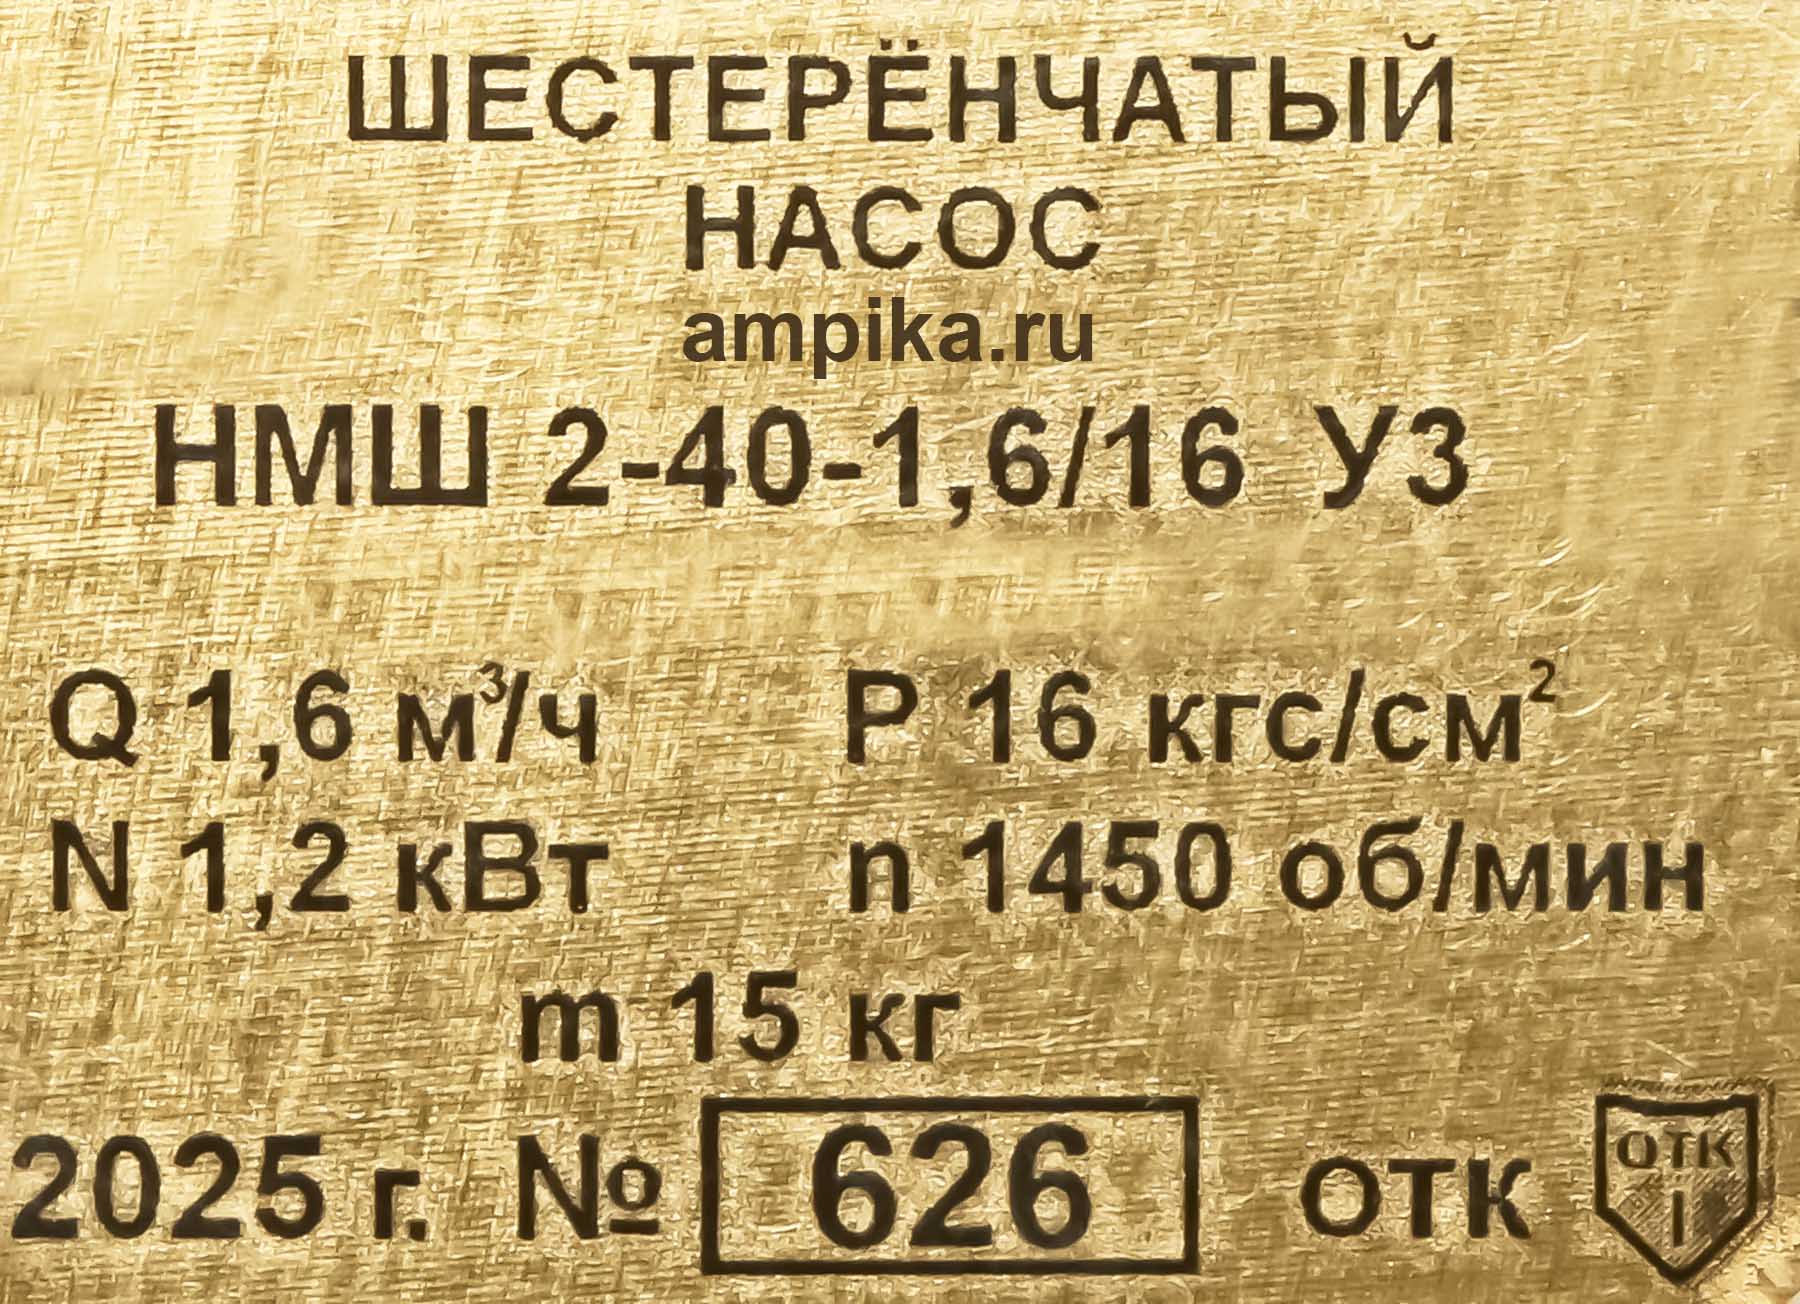 ШЕСТЕРЁНЧАТЫЙ
НАСОС
ampika.ru
НМШ 2-40-1,6/16 У3
Q 1,6 м³/ч P 16 кгс/см²
N 1,2 кВт n 1450 об/мин
m 15 кг
2025 г. № 626 ОТК ОТК
1